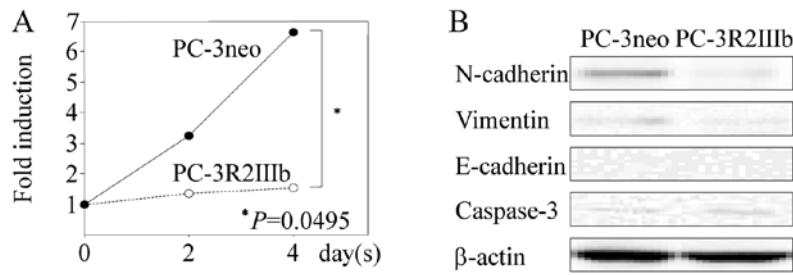 A
7
6
5
4
3
2
1
Fold induction
PC-3neo
*
PC-3R2IIIb
*P=0.0495
0
2
4
day(s)
B
PC-3neo PC-3R2IIIb
N-cadherin
Vimentin
E-cadherin
Caspase-3
β-actin